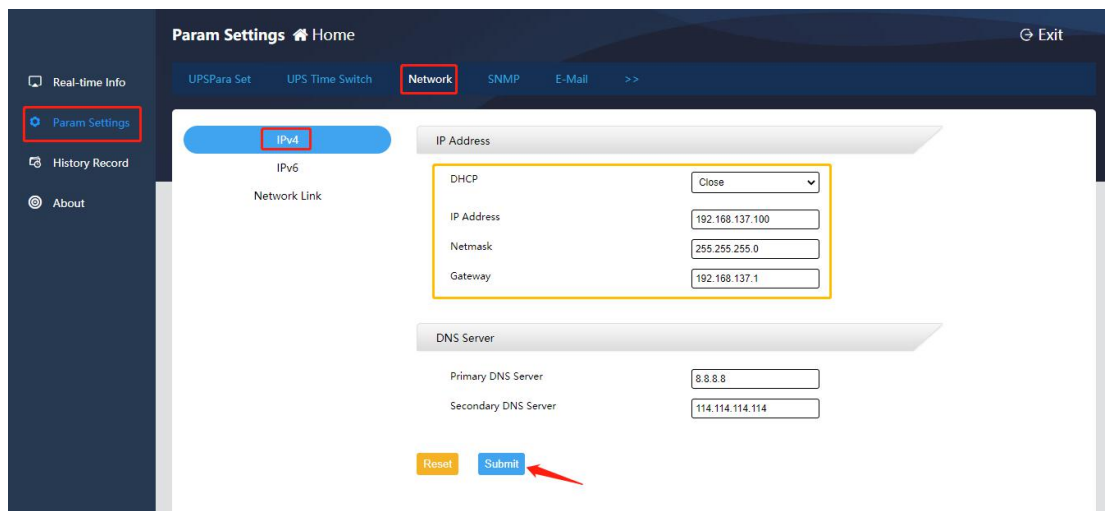 Param Settings Home
Exit
Real-time Info
Param Settings
History Record
About
UPSPara Set UPS Time Switch Network SNMP E-Mail >>
IPv4
IPv6
Network Link
IP Address
DHCP Close
IP Address 192.168.137.100
Netmask 255.255.255.0
Gateway 192.168.137.1
DNS Server
Primary DNS Server 8.8.8.8
Secondary DNS Server 114.114.114.114
Reset Submit